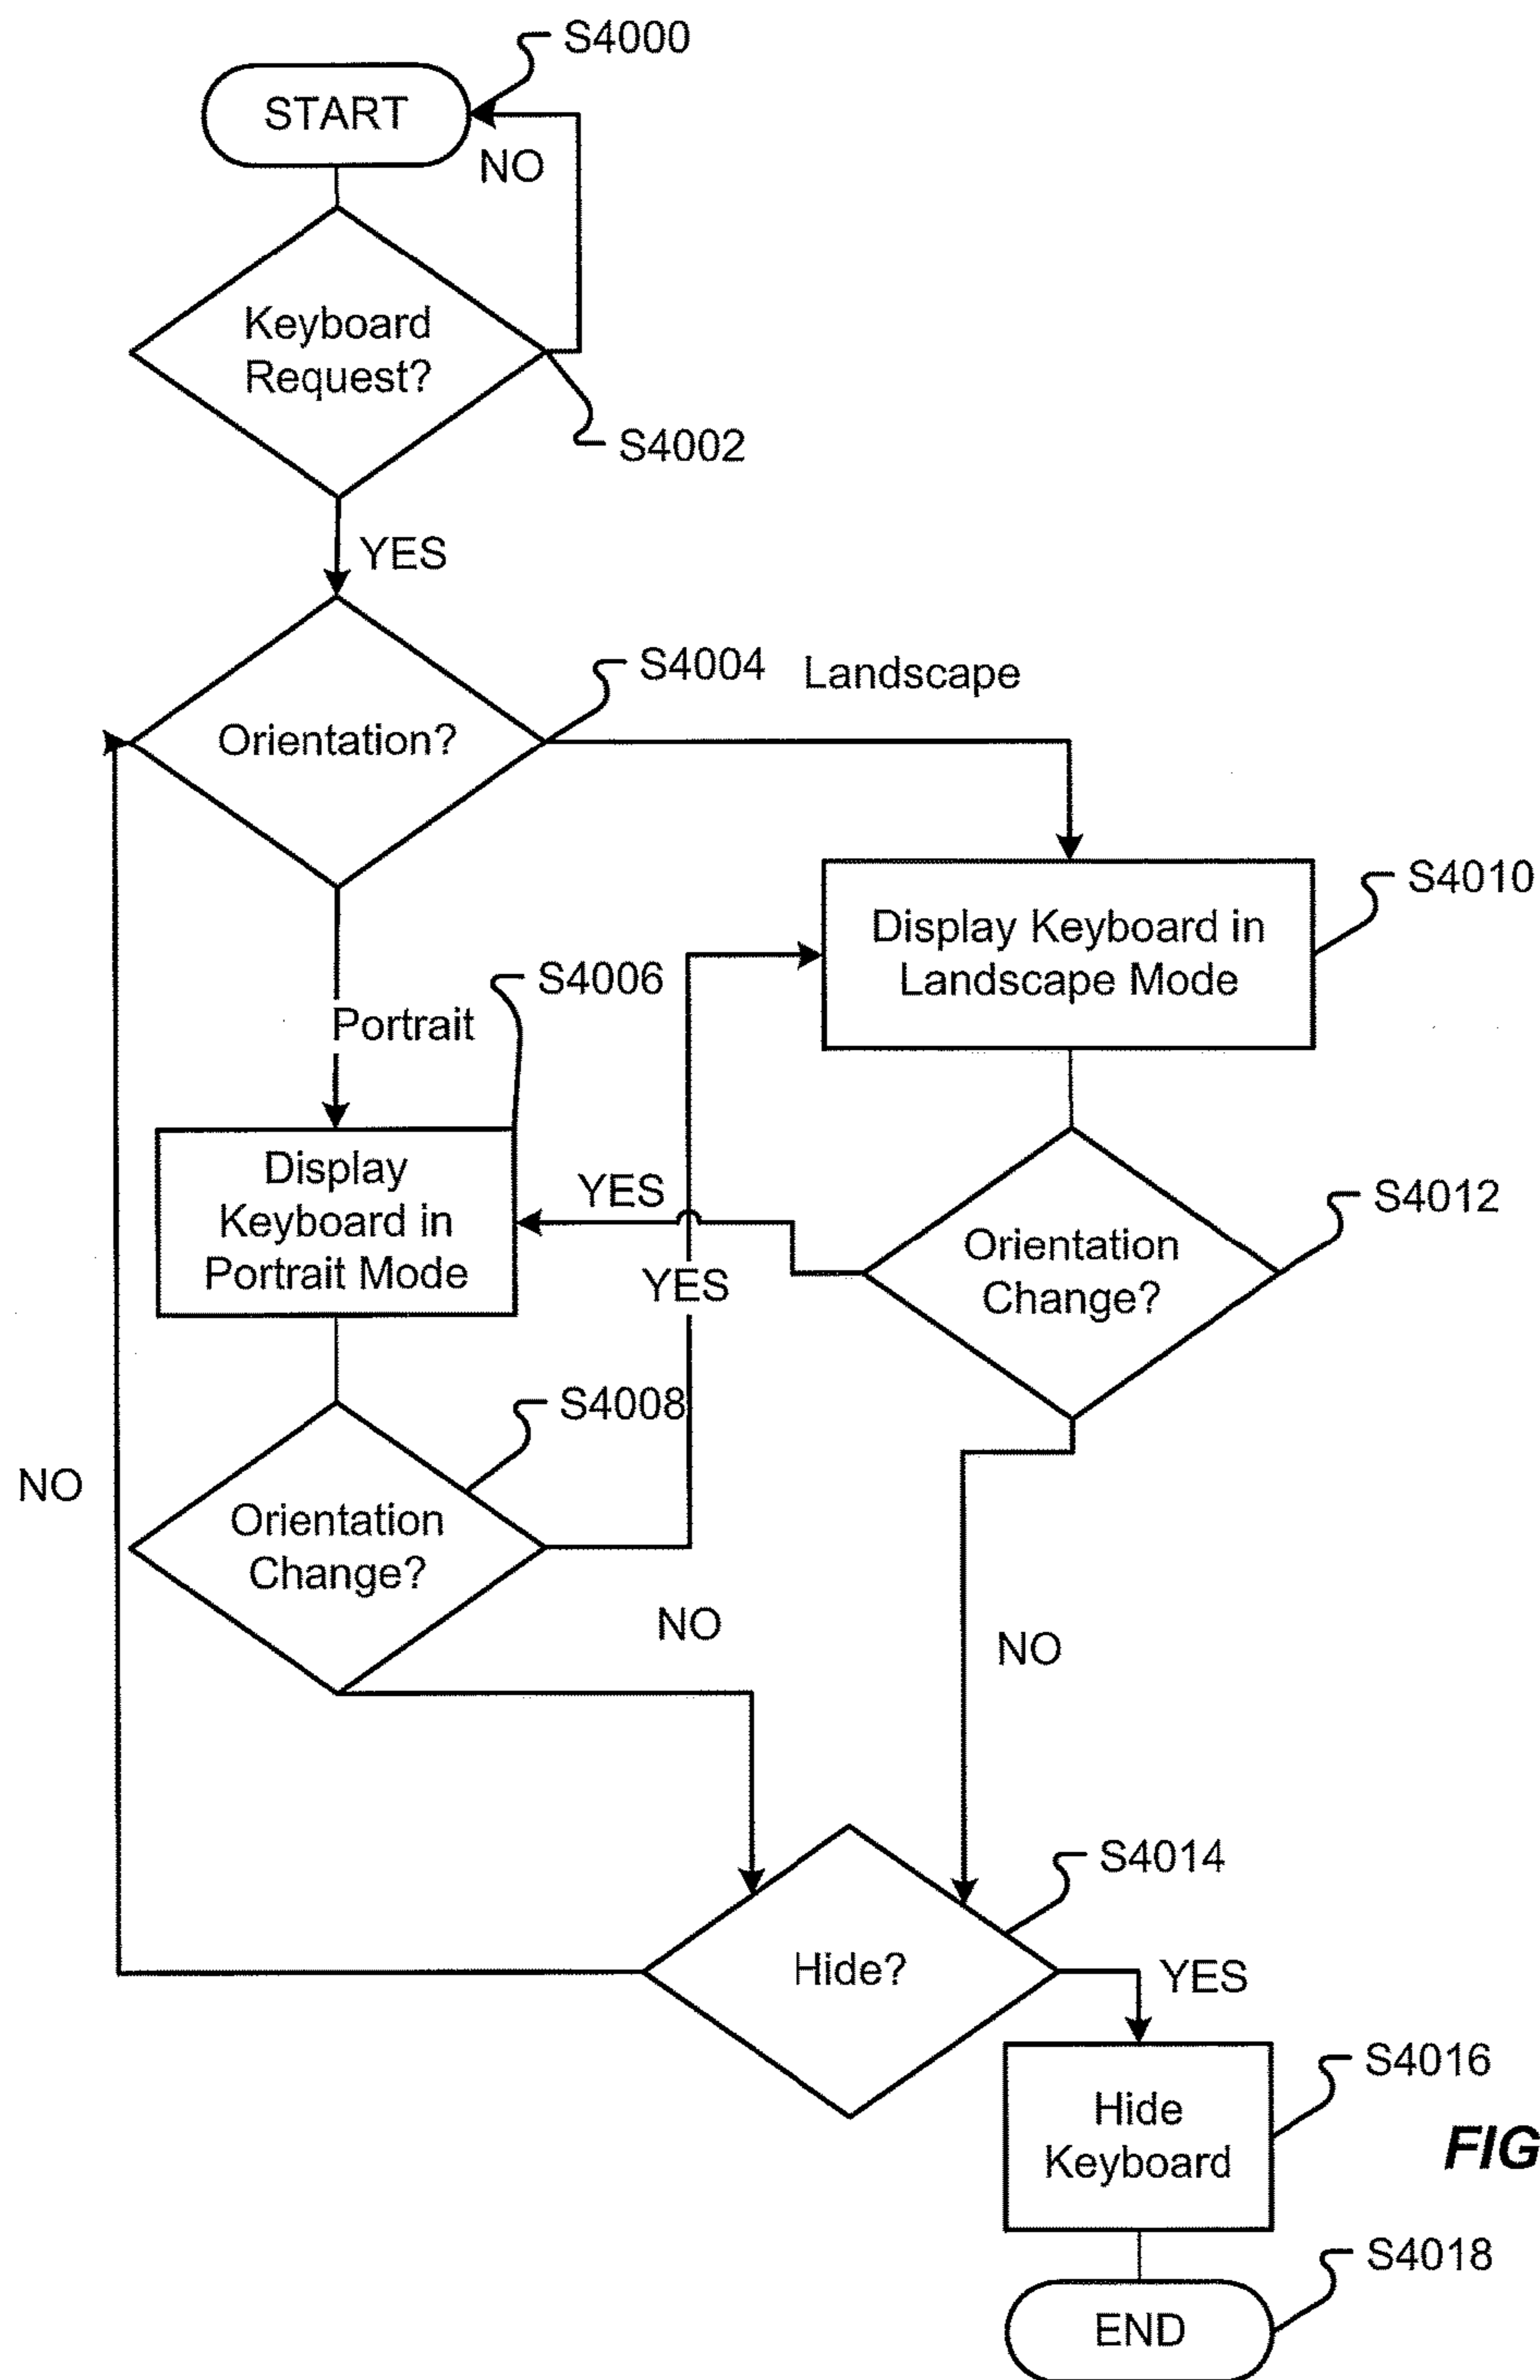 S4000
START
NO
Keyboard
Request?
S4002
YES
S4004
Landscape
Orientation?
S4010
Display Keyboard in
Landscape Mode
S4006
Portrait
Display
Keyboard in
Portrait Mode
YES
S4012
Orientation
Change?
YES
S4008
NO
Orientation
Change?
NO
NO
S4014
Hide?
YES
S4016
Hide
Keyboard
FIG
S4018
END